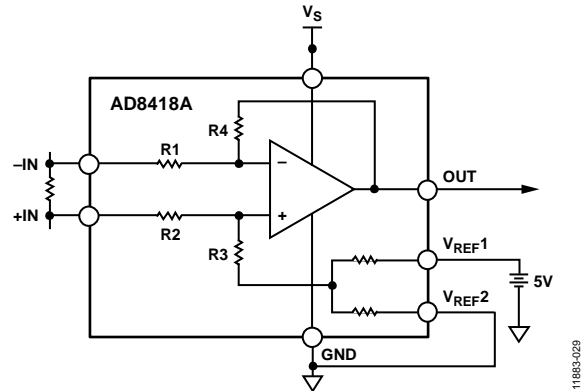 VS
AD8418A
R4
R1
–IN
OUT
+IN
R2
R3
VREF1
5V
VREF2
GND
11883-029